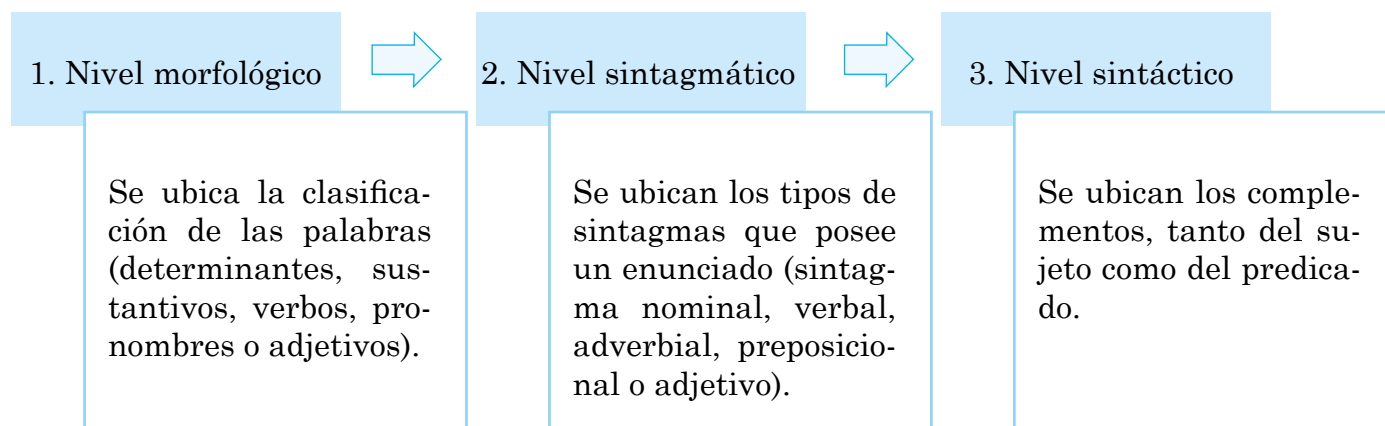 1. Nivel morfológico
Se ubica la clasifica-
ción de las palabras
(determinantes, sus-
tantivos, verbos, pro-
nombres o adjetivos).
2. Nivel sintagmático
Se ubican los tipos de
sintagmas que posee
un enunciado (sintag-
ma nominal, verbal,
adverbial, preposicio-
nal o adjetivo).
3. Nivel sintáctico
Se ubican los comple-
mentos, tanto del su-
jeto como del predica-
do.